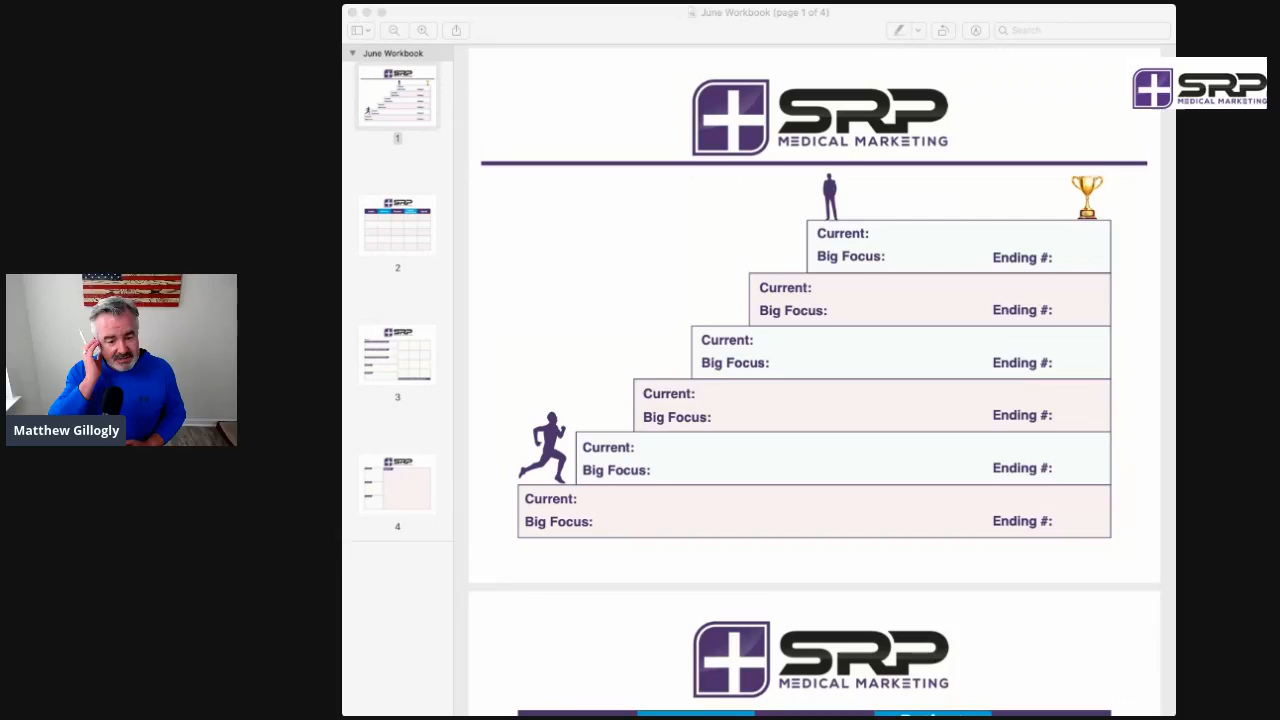 June Workbook (page 1 of 4)
Search
June Workbook
1
2
3
4
SRP
MEDICAL MARKETING
SRP
MEDICAL MARKETING
Current:
Big Focus:
Ending #:
Current:
Big Focus:
Ending #:
Current:
Big Focus:
Ending #:
Current:
Big Focus:
Ending #:
Current:
Big Focus:
Ending #:
Current:
Big Focus:
Ending #:
Matthew Gillogly
SRP
MEDICAL MARKETING